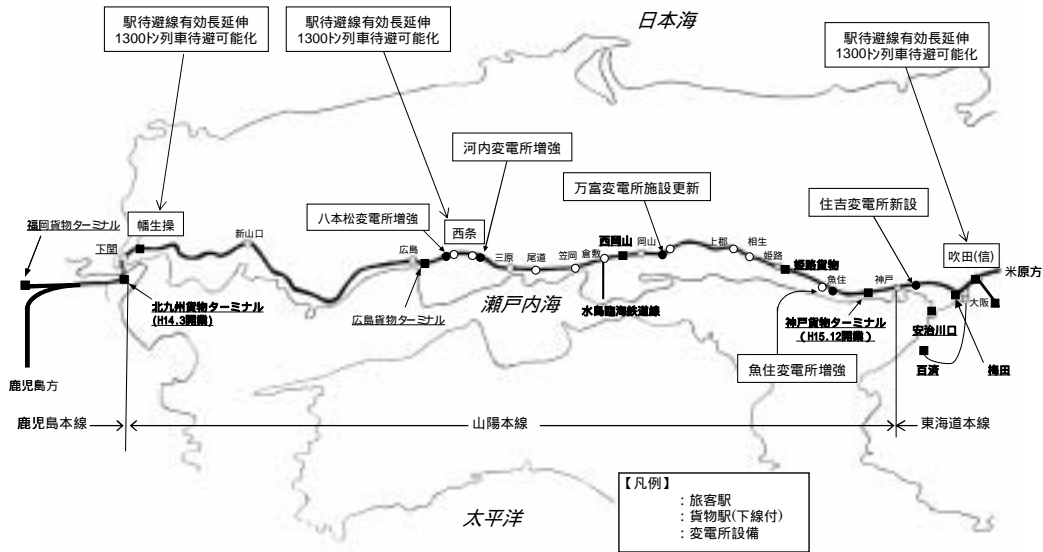 日本海
駅待避線有効長延伸
1300トン列車待避可能化
駅待避線有効長延伸
1300トン列車待避可能化
駅待避線有効長延伸
1300トン列車待避可能化
河内変電所増強
万富変電所施設更新
住吉変電所新設
八本松変電所増強
西条
福岡貨物ターミナル
幡生操
下関
新山口
広島
三原
尾道
笠岡
倉敷
西岡山
岡山
上郡
相生
姫路
姫路貨物
魚住
神戸
吹田(信)
米原方
大阪
北九州貨物ターミナル
(H14.3開業)
広島貨物ターミナル
瀬戸内海
水島臨海鉄道線
神戸貨物ターミナル
(H15.12開業)
安治川口
百済
梅田
魚住変電所増強
鹿児島方
鹿児島本線
山陽本線
東海道本線
太平洋
【凡例】
:旅客駅
:貨物駅(下線付)
:変電所設備